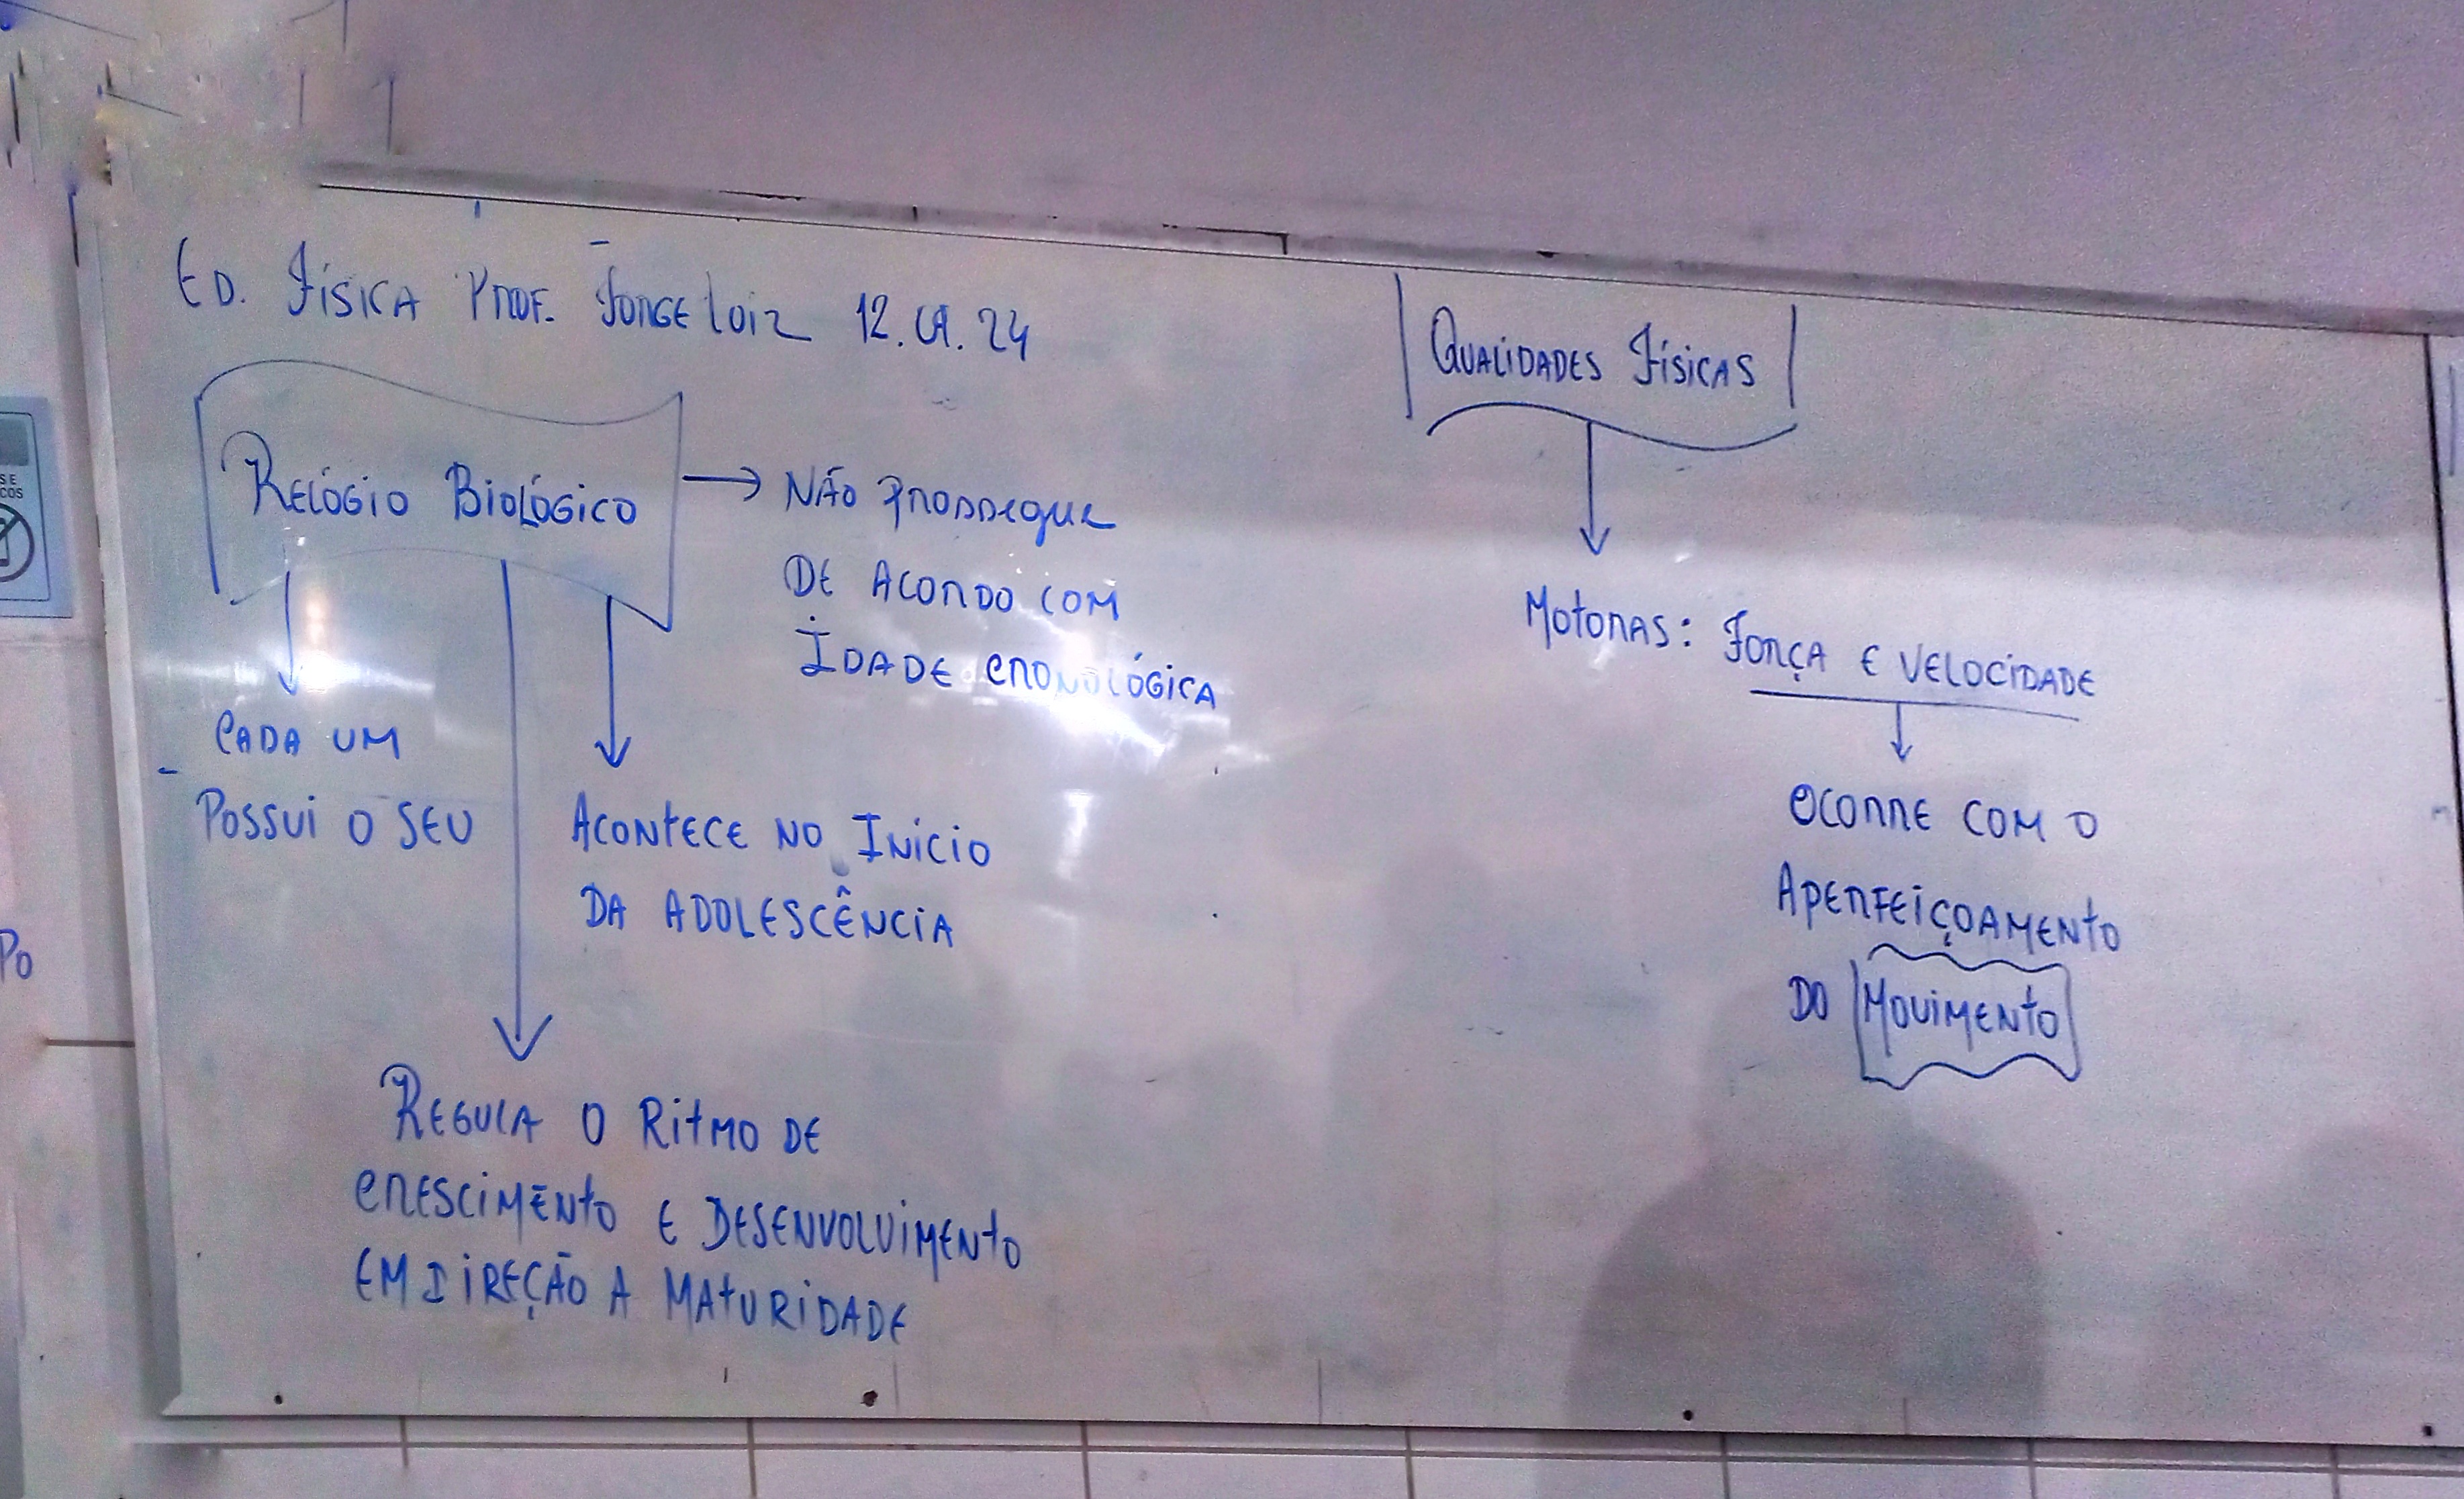 ED. FÍSICA PROF. JORGE LUIZ 12.09.24
RELÓGIO BIOLÓGICO
NÃO PROSSEGUE
DE ACORDO COM
IDADE CRONOLÓGICA
CADA UM
POSSUI O SEU
ACONTECE NO INÍCIO
DA ADOLESCÊNCIA
REGULA O RITMO DE
CRESCIMENTO E DESENVOLVIMENTO
EM DIREÇÃO A MATURIDADE
QUALIDADES FÍSICAS
MOTORAS: FORÇA E VELOCIDADE
OCORRE COM O
APERFEIÇOAMENTO
DO MOVIMENTO
PO
SE
COS